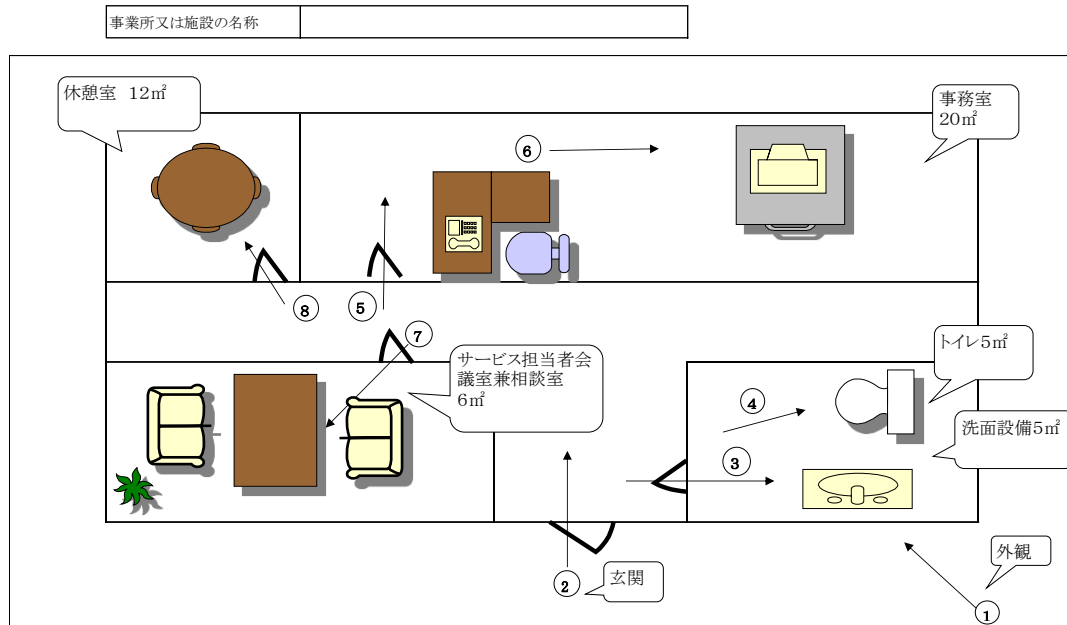 事業所又は施設の名称
休憩室 12㎡
事務室
20㎡
⑥
⑧
⑤
⑦
サービス担当者会
議室兼相談室
6㎡
トイレ5㎡
④
洗面設備5㎡
③
外観
②
玄関
①